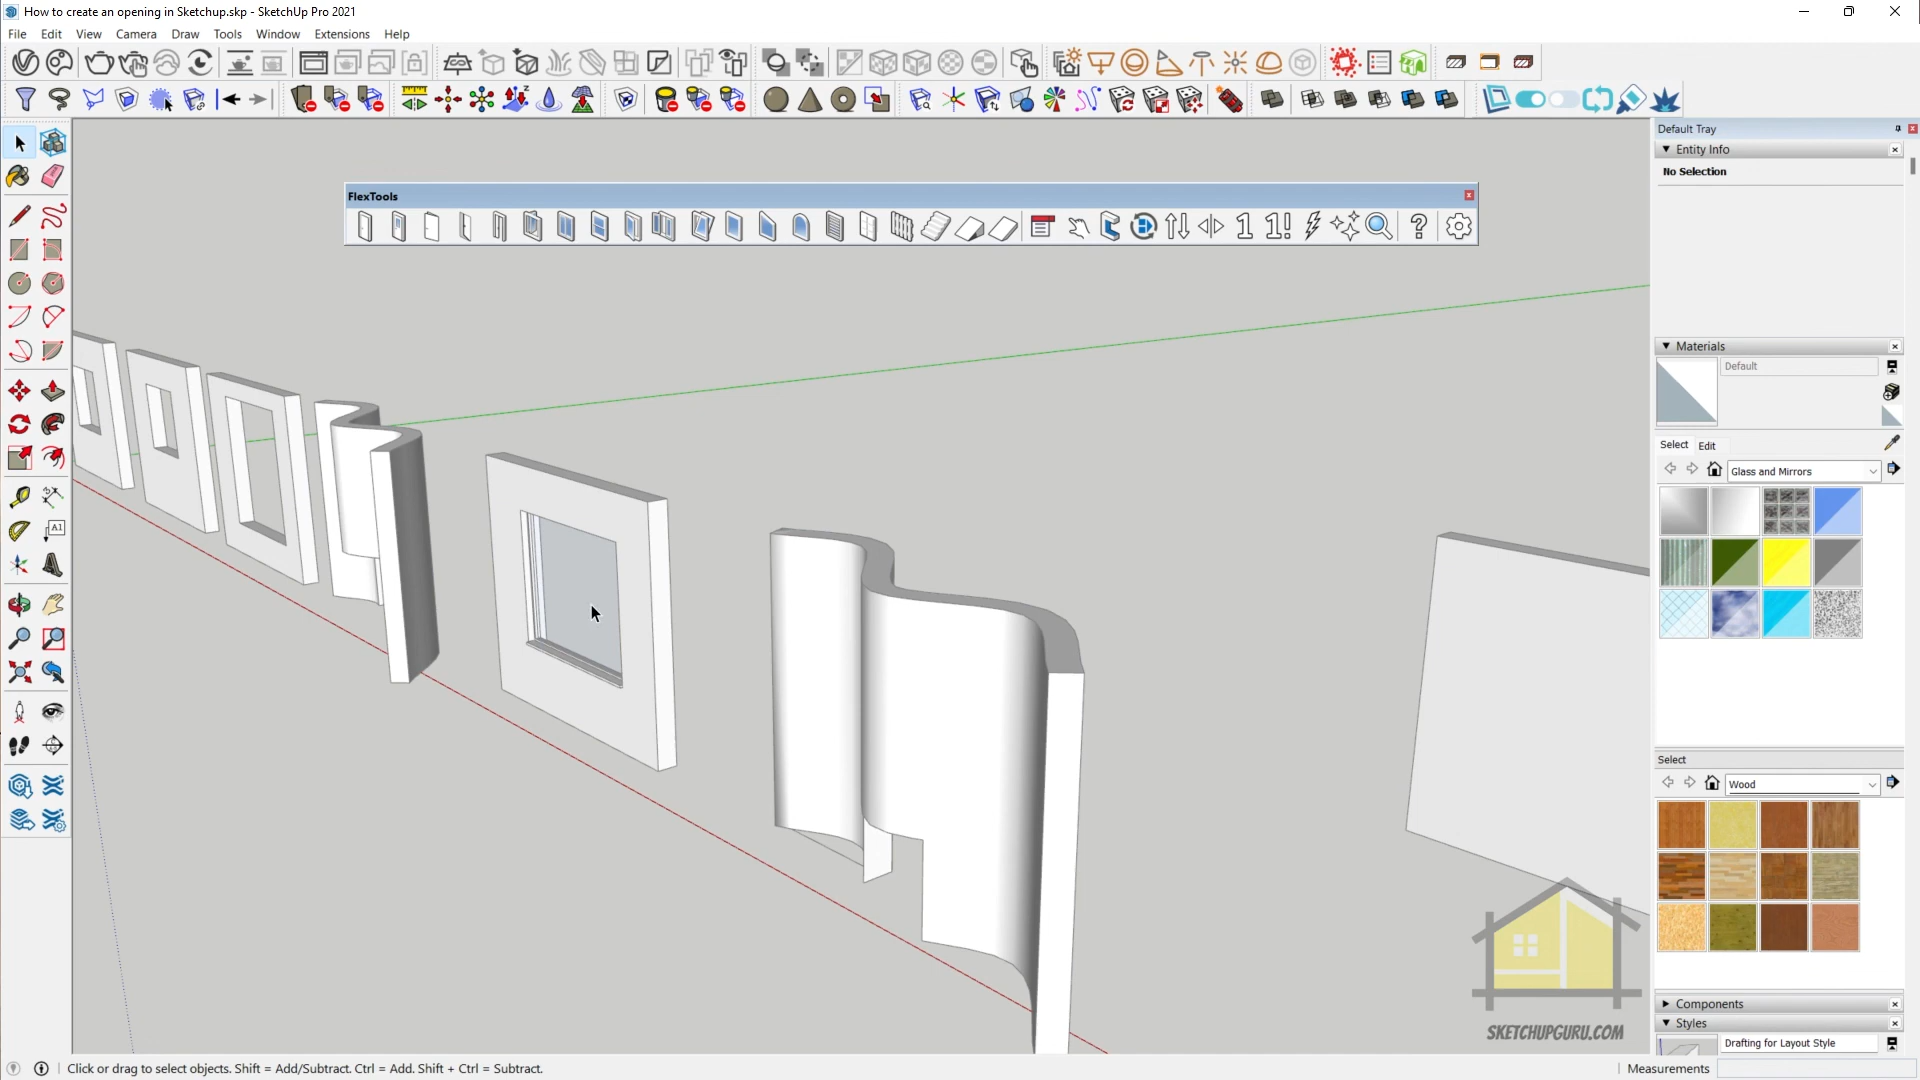 How to create an opening in Sketchup.skp - SketchUp Pro 2021
File Edit View Camera Draw Tools Window Extensions Help
Default Tray
Entity Info
No Selection
FlexTools
1 1! ?
Materials
Default
Select Edit
Glass and Mirrors
A1
Select
Wood
SKETCHUPGURU.COM
Components
Styles
Drafting for Layout Style
Click or drag to select objects. Shift = Add/Subtract. Ctrl = Add. Shift + Ctrl = Subtract.
Measurements